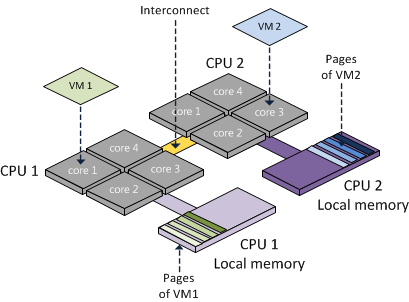 Interconnect
VM 1
VM 2
CPU 2
Pages
of VM2
core 4
core 1
core 3
core 2
CPU 1
core 4
core 1
core 3
core 2
CPU 2
Local memory
CPU 1
Local memory
Pages
of VM1